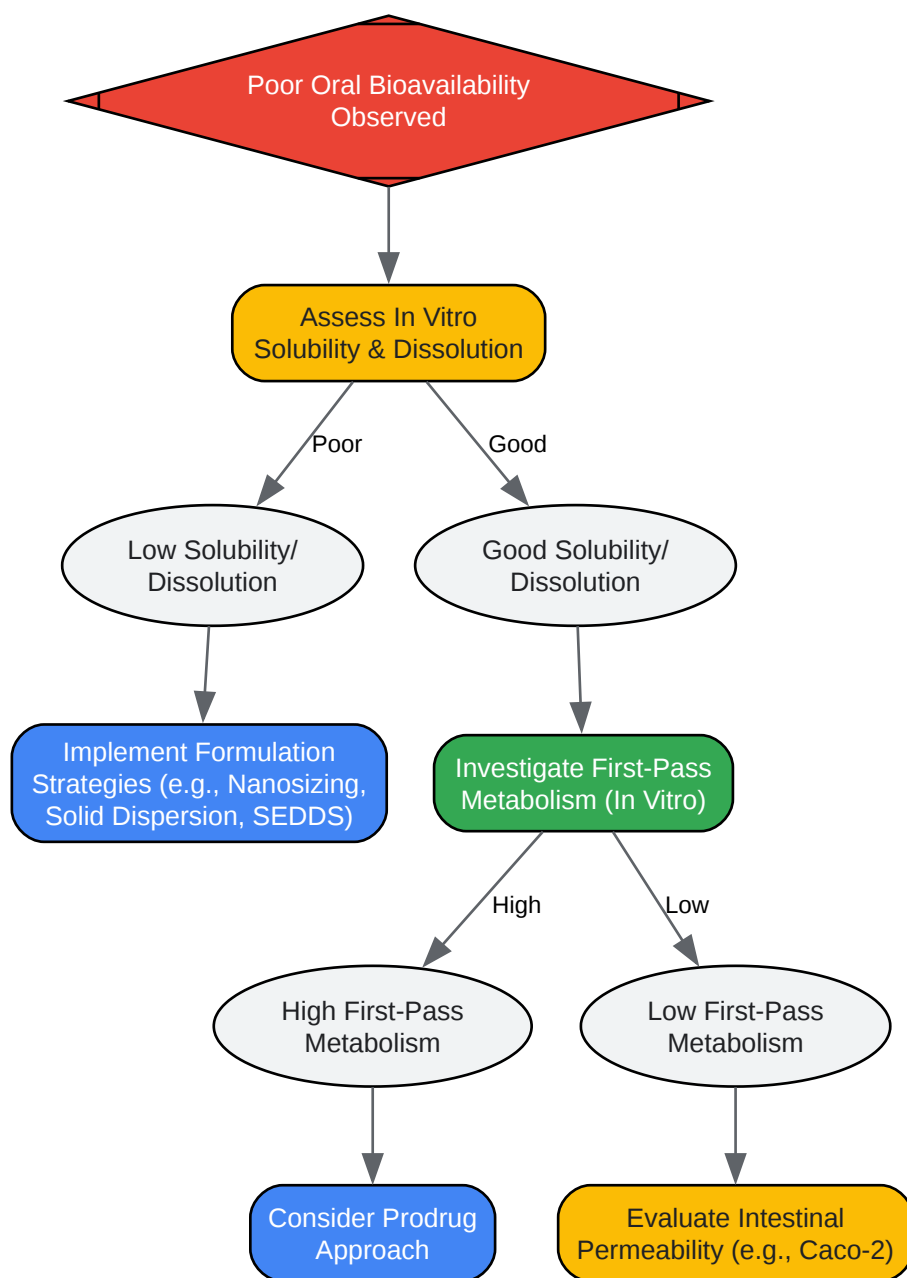 Poor Oral Bioavailability
Observed
Assess In Vitro
Solubility & Dissolution
Poor
Good
Low Solubility/
Dissolution
Good Solubility/
Dissolution
Implement Formulation
Strategies (e.g., Nanosizing,
Solid Dispersion, SEDDS)
Investigate First-Pass
Metabolism (In Vitro)
High
Low
High First-Pass
Metabolism
Low First-Pass
Metabolism
Consider Prodrug
Approach
Evaluate Intestinal
Permeability (e.g., Caco-2)